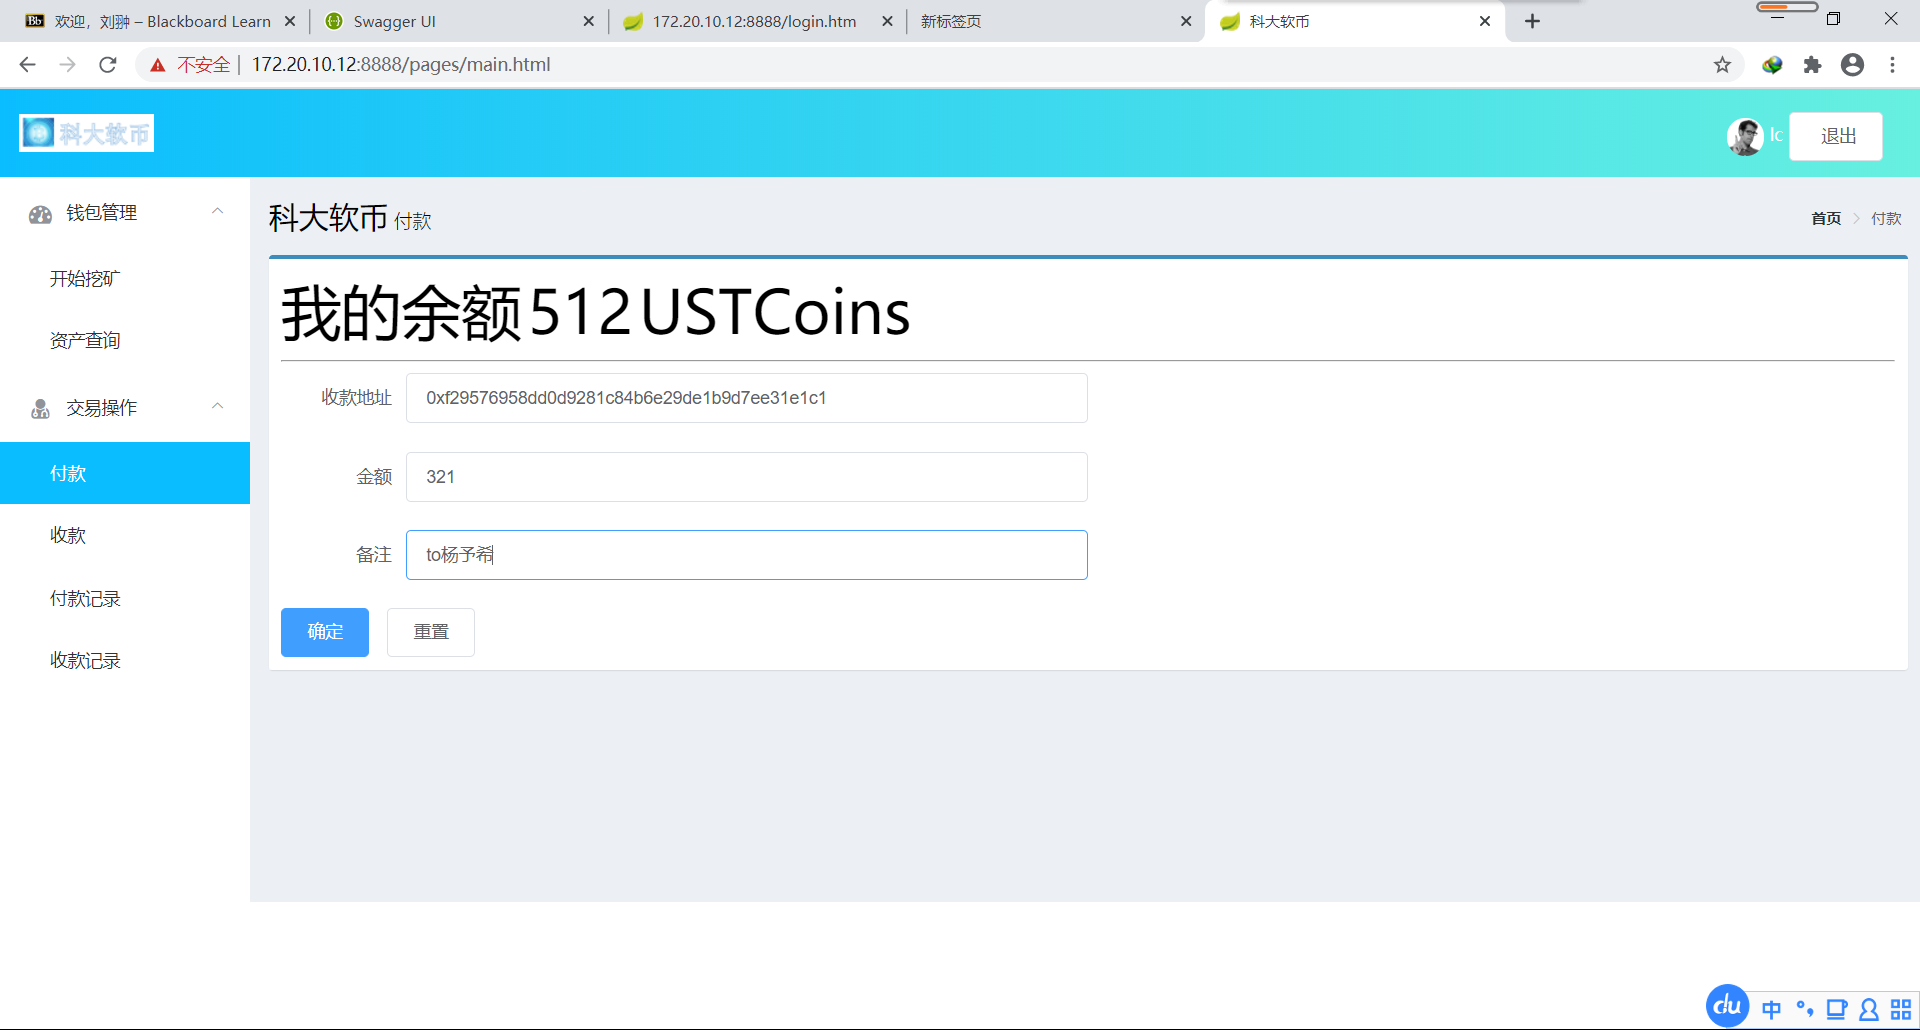 欢迎，刘翀 – Blackboard Learn
Swagger UI
172.20.10.12:8888/login.htm
新标签页
科大软币
不安全 | 172.20.10.12:8888/pages/main.html
科大软币
lc
退出
钱包管理
开始挖矿
资产查询
交易操作
付款
收款
付款记录
收款记录
科大软币 付款
首页 > 付款
我的余额512USTCoins
收款地址 0xf29576958dd0d9281c84b6e29de1b9d7ee31e1c1
金额 321
备注 to杨予希
确定 重置
du 中